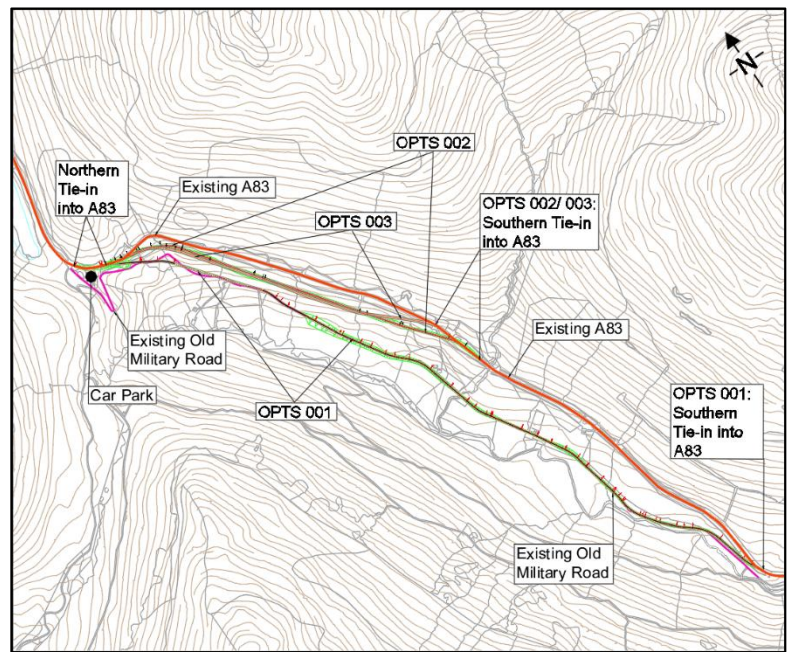 N
OPTS 002
Northern
Tie-in
into A83
Existing A83
OPTS 003
OPTS 002/ 003:
Southern Tie-in
into A83
Existing A83
Existing Old
Military Road
Car Park
OPTS 001
OPTS 001:
Southern
Tie-in into
A83
Existing Old
Military Road